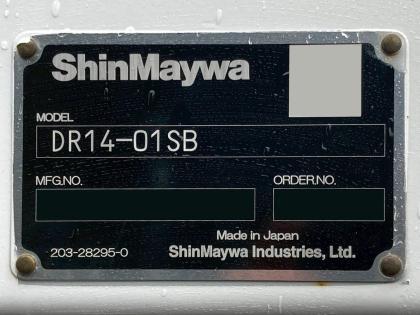 ShinMaywa
MODEL
DR14-01SB
MFG.NO. ORDER.NO.
Made in Japan
203-28295-0 ShinMaywa Industries, Ltd.